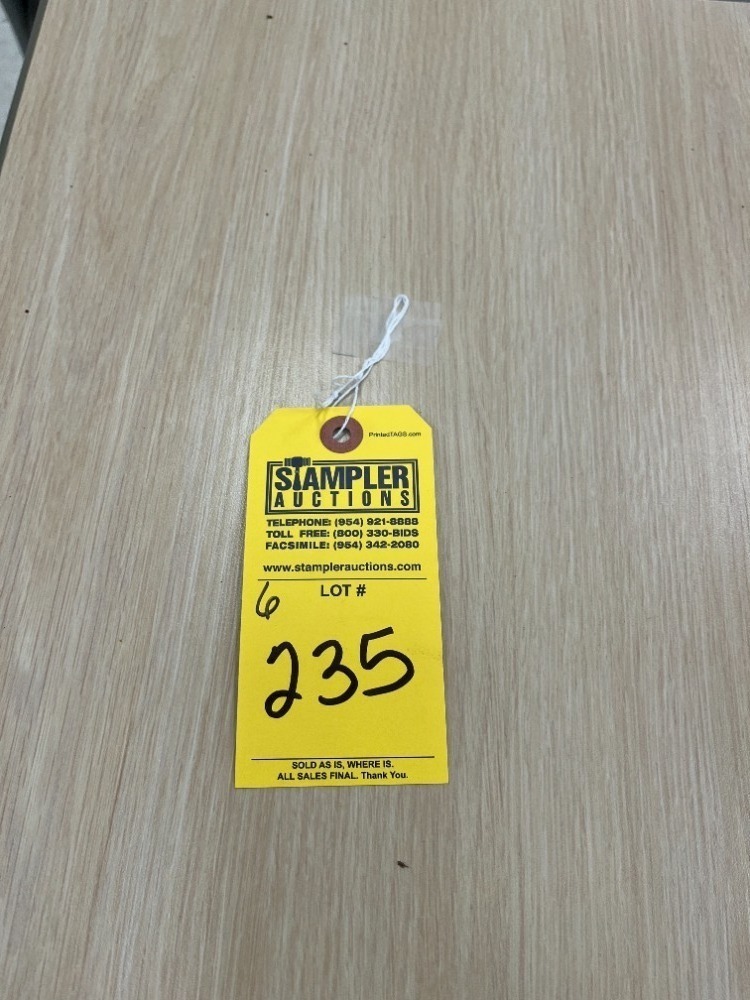 PrintedTAGS.com
STAMPLER
AUCTIONS
TELEPHONE: (954) 921-8888
TOLL FREE: (800) 330-BIDS
FACSIMILE: (954) 342-2080
www.stamplerauctions.com
LOT #
6
235
SOLD AS IS, WHERE IS.
ALL SALES FINAL. Thank You.